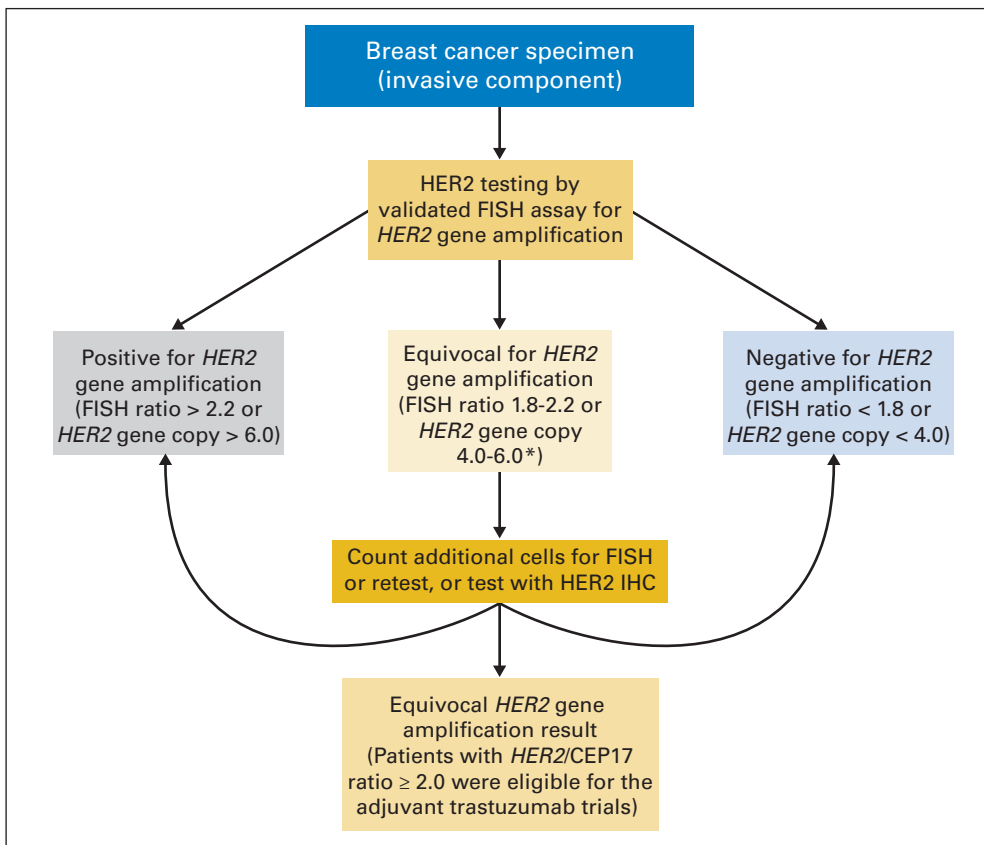 Breast cancer specimen
(invasive component)
HER2 testing by
validated FISH assay for
HER2 gene amplification
Positive for HER2
gene amplification
(FISH ratio > 2.2 or
HER2 gene copy > 6.0)
Equivocal for HER2
gene amplification
(FISH ratio 1.8-2.2 or
HER2 gene copy
4.0-6.0*)
Negative for HER2
gene amplification
(FISH ratio < 1.8 or
HER2 gene copy < 4.0)
Count additional cells for FISH
or retest, or test with HER2 IHC
Equivocal HER2 gene
amplification result
(Patients with HER2/CEP17
ratio ≥ 2.0 were eligible for the
adjuvant trastuzumab trials)